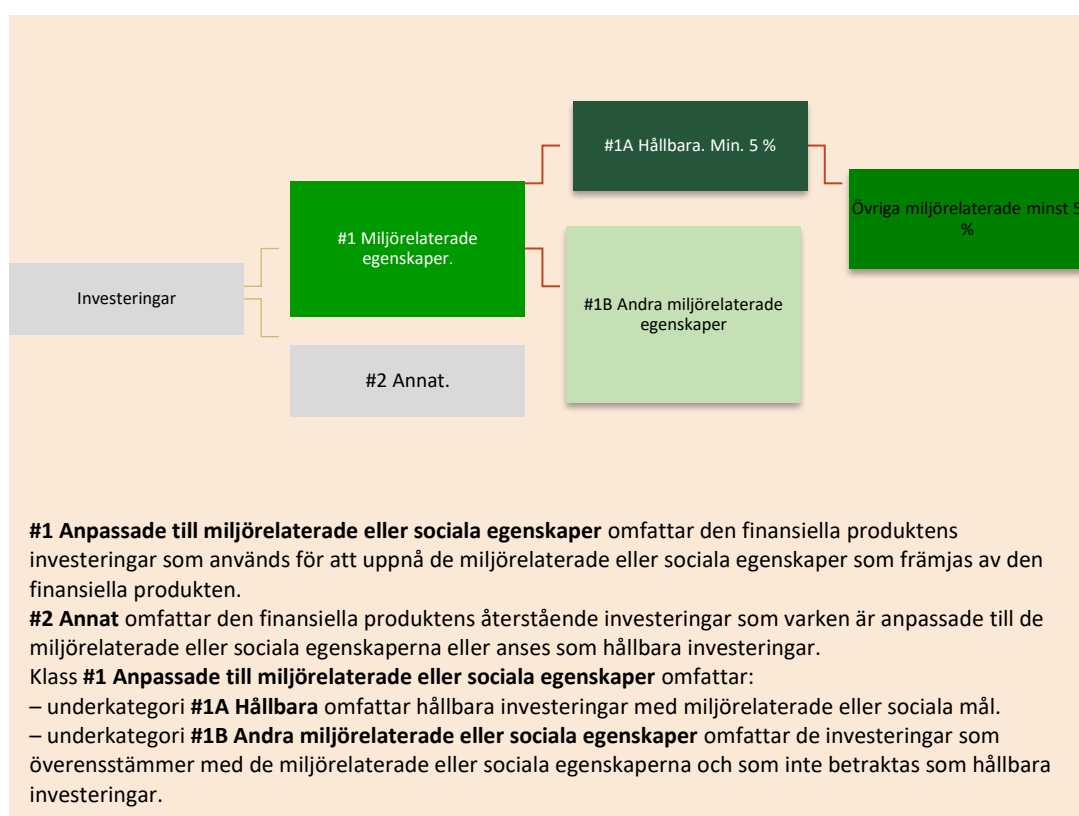 #1A Hållbara. Min. 5 %
Övriga miljörelaterade minst 5
%
#1 Miljörelaterade
egenskaper.
Investeringar
#1B Andra miljörelaterade
egenskaper
#2 Annat.
#1 Anpassade till miljörelaterade eller sociala egenskaper omfattar den finansiella produktens
investeringar som används för att uppnå de miljörelaterade eller sociala egenskaper som främjas av den
finansiella produkten.
#2 Annat omfattar den finansiella produktens återstående investeringar som varken är anpassade till de
miljörelaterade eller sociala egenskaperna eller anses som hållbara investeringar.
Klass #1 Anpassade till miljörelaterade eller sociala egenskaper omfattar:
– underkategori #1A Hållbara omfattar hållbara investeringar med miljörelaterade eller sociala mål.
– underkategori #1B Andra miljörelaterade eller sociala egenskaper omfattar de investeringar som
överensstämmer med de miljörelaterade eller sociala egenskaperna och som inte betraktas som hållbara
investeringar.